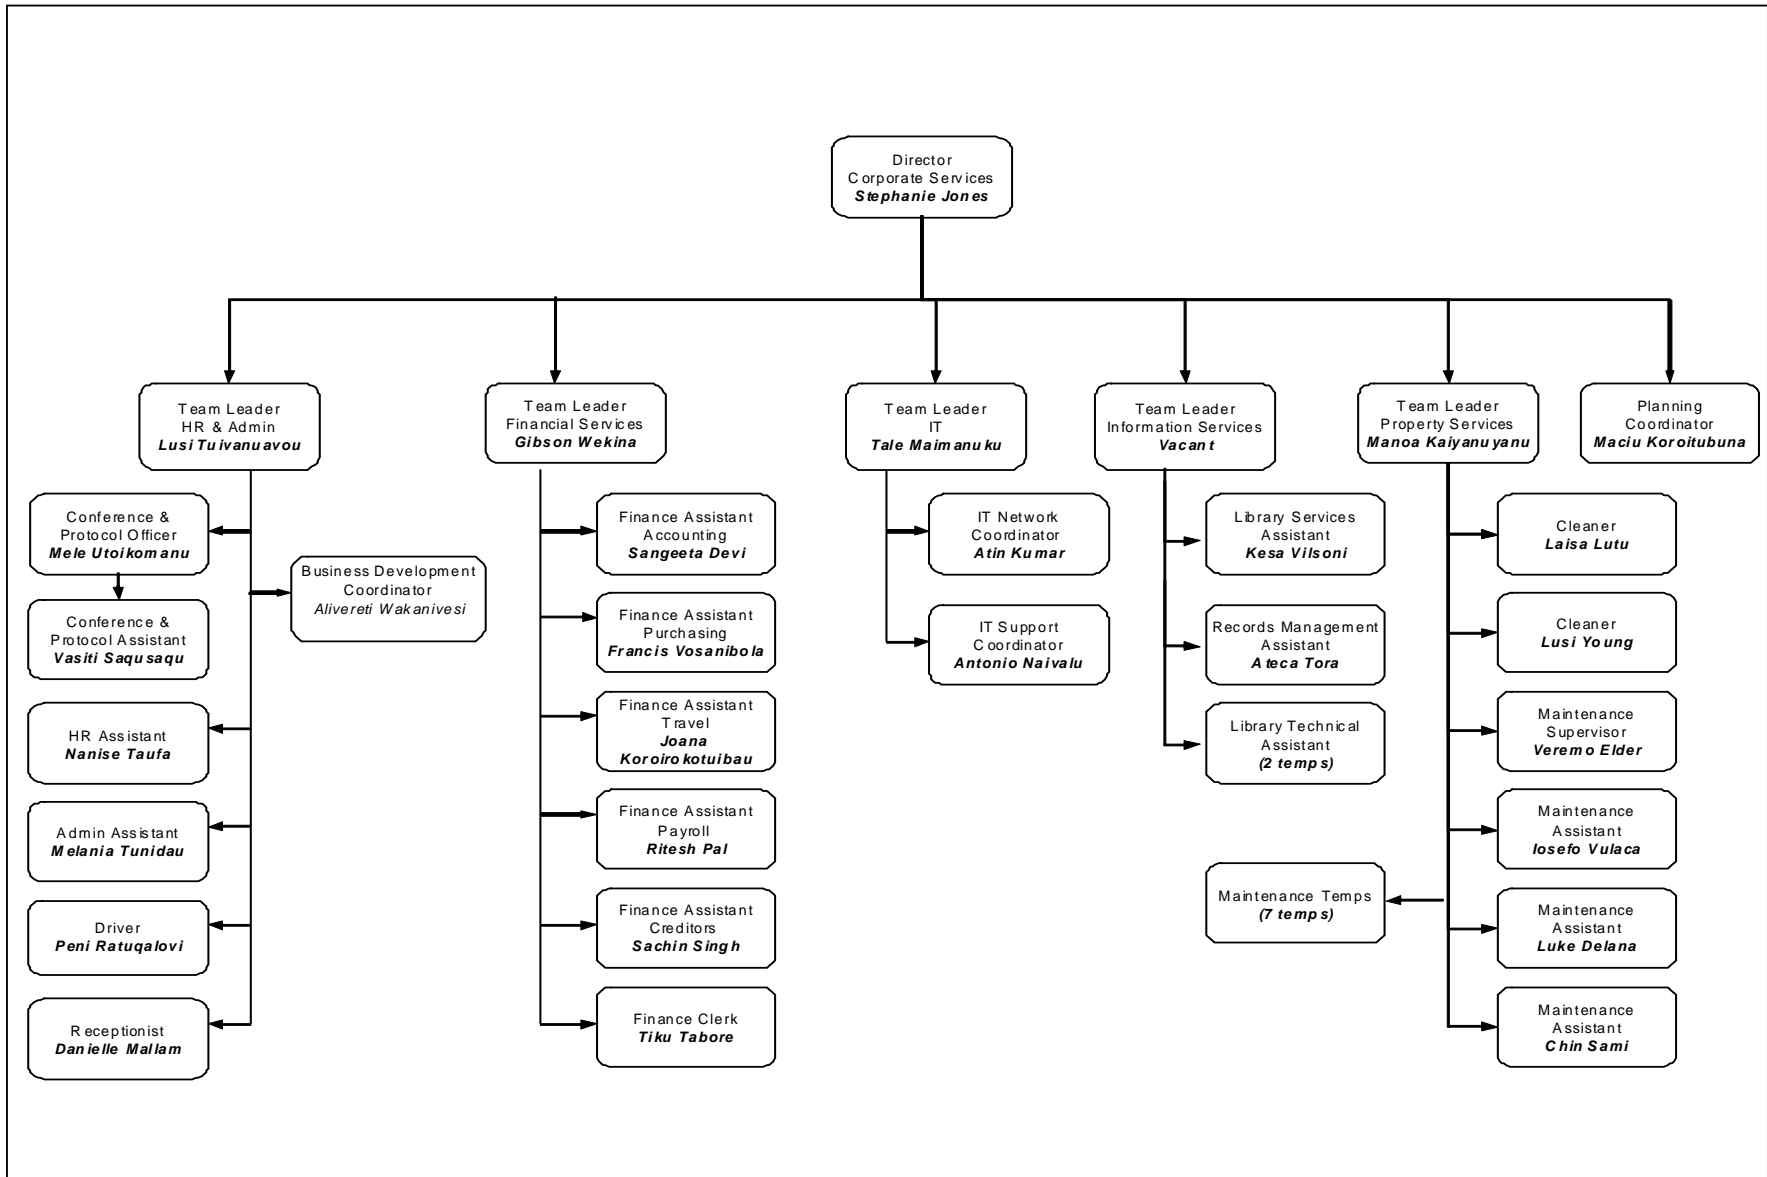 Director
Corporate Services
Stephanie Jones
Team Leader
HR & Admin
Lusi Tuivanuavou
Team Leader
Financial Services
Gibson Wekina
Team Leader
IT
Tale Maimanuku
Team Leader
Information Services
Vacant
Team Leader
Property Services
Manoa Kaiyanuyanu
Planning
Coordinator
Maciu Koroitubuna
Conference &
Protocol Officer
Mele Utoikomanu
Conference &
Protocol Assistant
Vasiti Saqusaqu
Business Development
Coordinator
Alivereti Wakanivesi
HR Assistant
Nanise Taufa
Admin Assistant
Melania Tunidau
Driver
Peni Ratuqalovi
Receptionist
Danielle Mallam
Finance Assistant
Accounting
Sangeeta Devi
Finance Assistant
Purchasing
Francis Vosanibola
Finance Assistant
Travel
Joana
Koroirokotuibau
Finance Assistant
Payroll
Ritesh Pal
Finance Assistant
Creditors
Sachin Singh
Finance Clerk
Tiku Tabore
IT Network
Coordinator
Atin Kumar
IT Support
Coordinator
Antonio Naivalu
Library Services
Assistant
Kesa Vilsoni
Records Management
Assistant
Ateca Tora
Library Technical
Assistant
(2 temps)
Maintenance Temps
(7 temps)
Cleaner
Laisa Lutu
Cleaner
Lusi Young
Maintenance
Supervisor
Veremo Elder
Maintenance
Assistant
Iosefo Vulaca
Maintenance
Assistant
Luke Delana
Maintenance
Assistant
Chin Sami